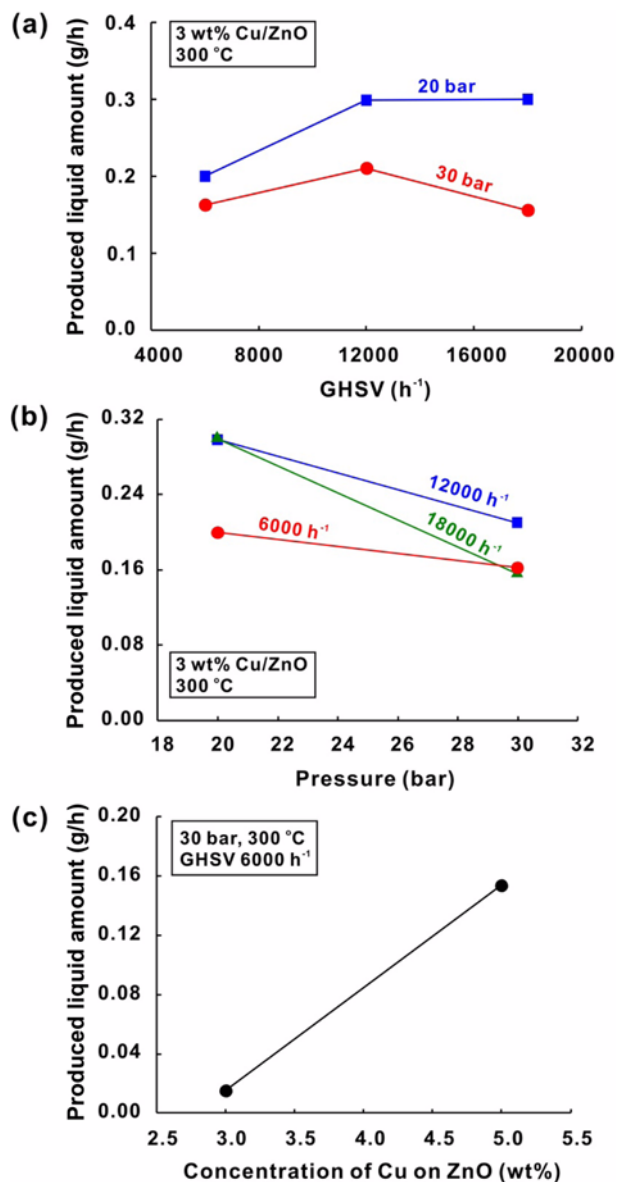 (a)
Produced liquid amount (g/h)
0.4
0.3
0.2
0.1
0.0
3 wt% Cu/ZnO
300 °C
20 bar
30 bar
4000 8000 12000 16000 20000
GHSV (h⁻¹)
(b)
Produced liquid amount (g/h)
0.32
0.24
0.16
0.08
0.00
12000 h⁻¹
18000 h⁻¹
6000 h⁻¹
3 wt% Cu/ZnO
300 °C
18 20 22 24 26 28 30 32
Pressure (bar)
(c)
Produced liquid amount (g/h)
0.20
0.16
0.12
0.08
0.04
0.00
30 bar, 300 °C
GHSV 6000 h⁻¹
2.5 3.0 3.5 4.0 4.5 5.0 5.5
Concentration of Cu on ZnO (wt%)